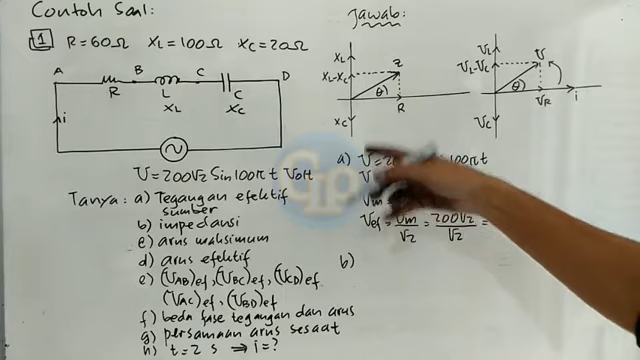 Contoh Soal
1 R=60Ω XL=100Ω XC=20Ω
A B C D
R L C
XL XC
i
V=200√2 Sin100πt Volt
Tanya: a) Tegangan efektif
sumber
b) impedansi
c) arus maksimum
d) arus efektif
e) (VAB)ef, (VBC)ef, (VCD)ef
(VAC)ef, (VBD)ef
f) beda fase tegangan dan arus
g) persamaan arus sesaat
h) t=2 s ⇒ i=?
Jawab:
XL
XL-XC
Z
θ
R
XC
VL
VL-VC
V
θ
VR
i
VC
a) V=20 100πt
V
Vm=
Vef=Vm/√2=200√2/√2=
b)